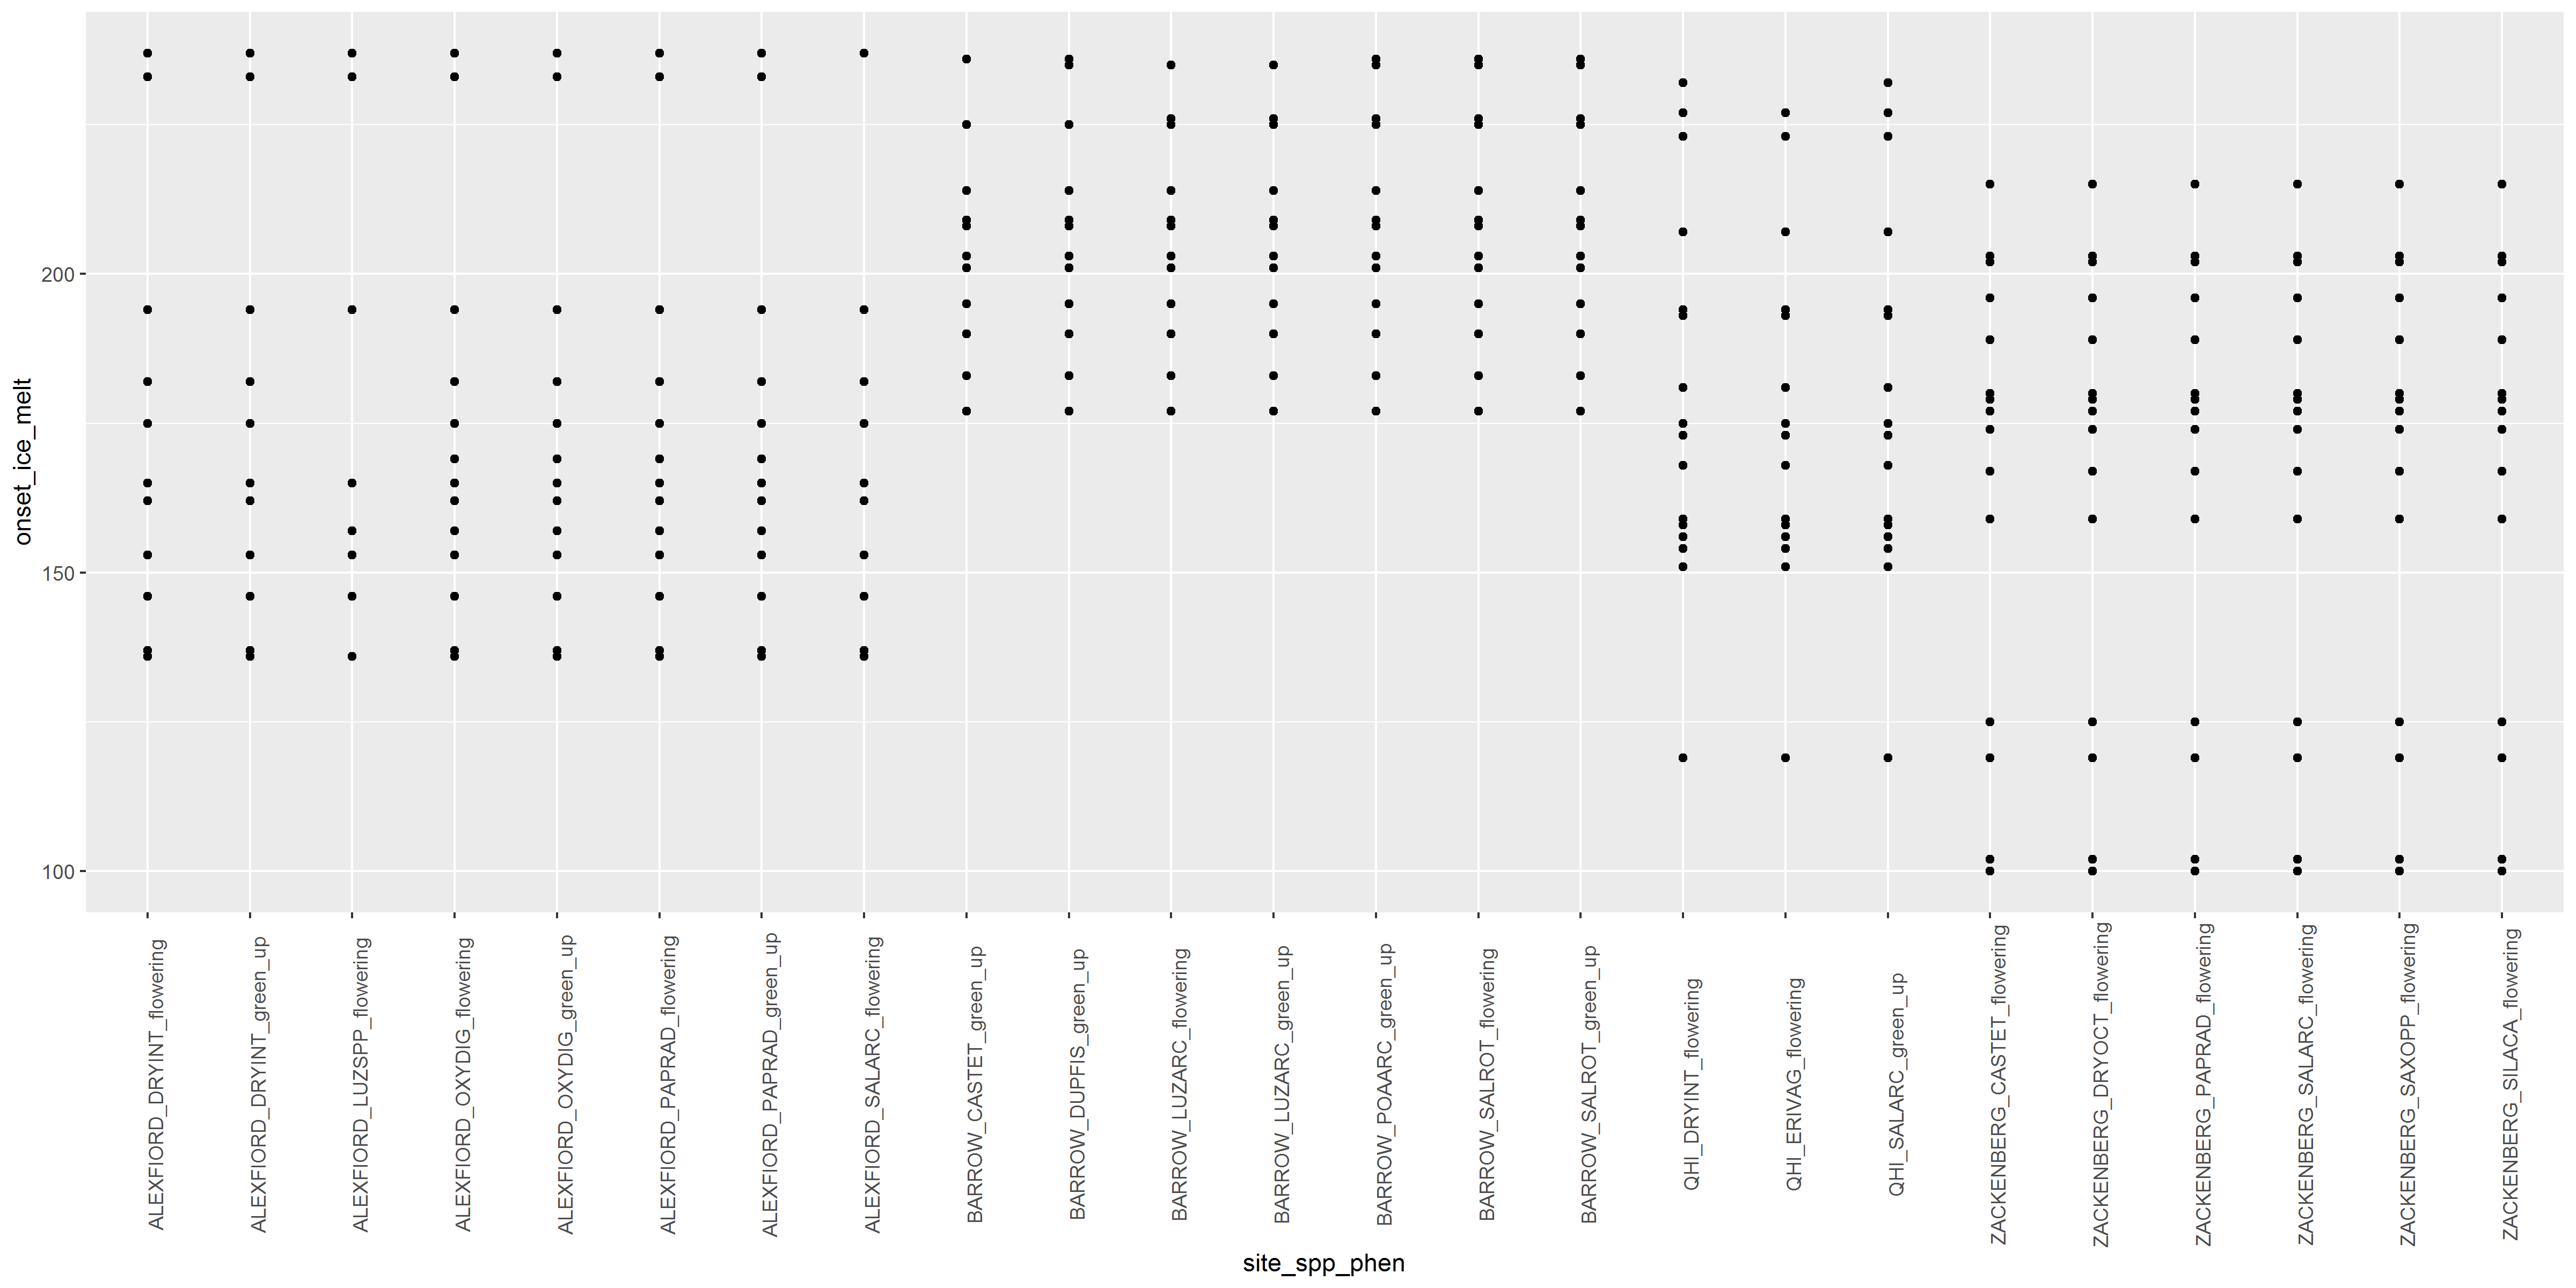 onset_ice_melt
200
150
100
ALEXFIORD_DRYINT_flowering
ALEXFIORD_DRYINT_green_up
ALEXFIORD_LUZSPP_flowering
ALEXFIORD_OXYDIG_flowering
ALEXFIORD_OXYDIG_green_up
ALEXFIORD_PAPRAD_flowering
ALEXFIORD_PAPRAD_green_up
ALEXFIORD_SALARC_flowering
BARROW_CASTET_green_up
BARROW_DUPFIS_green_up
BARROW_LUZARC_flowering
BARROW_LUZARC_green_up
BARROW_POAARC_green_up
BARROW_SALROT_flowering
BARROW_SALROT_green_up
QHI_DRYINT_flowering
QHI_ERIVAG_flowering
QHI_SALARC_green_up
ZACKENBERG_CASTET_flowering
ZACKENBERG_DRYOCT_flowering
ZACKENBERG_PAPRAD_flowering
ZACKENBERG_SALARC_flowering
ZACKENBERG_SAXOPP_flowering
ZACKENBERG_SILACA_flowering
site_spp_phen